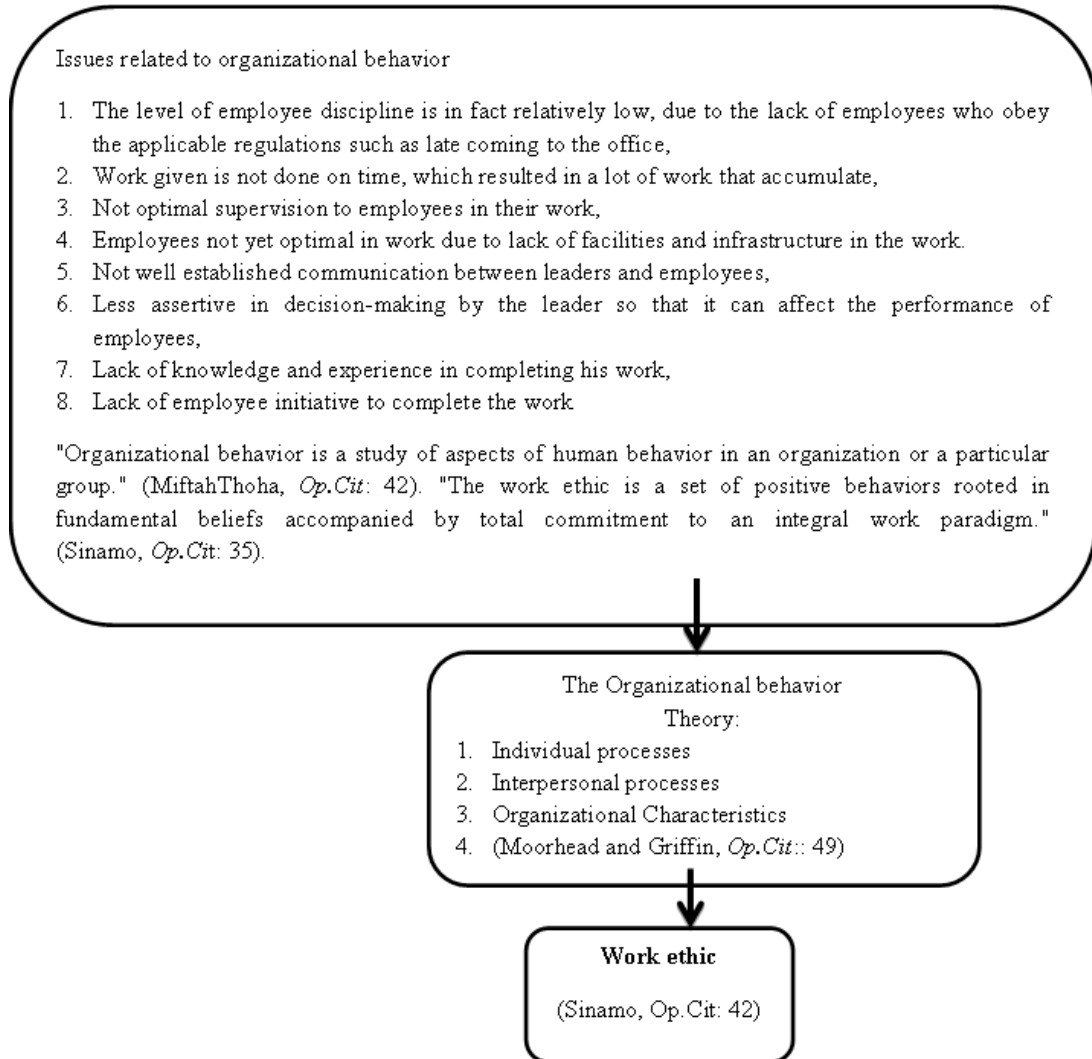 Issues related to organizational behavior
1. The level of employee discipline is in fact relatively low, due to the lack of employees who obey
the applicable regulations such as late coming to the office,
2. Work given is not done on time, which resulted in a lot of work that accumulate,
3. Not optimal supervision to employees in their work,
4. Employees not yet optimal in work due to lack of facilities and infrastructure in the work.
5. Not well established communication between leaders and employees,
6. Less assertive in decision-making by the leader so that it can affect the performance of
employees,
7. Lack of knowledge and experience in completing his work,
8. Lack of employee initiative to complete the work
"Organizational behavior is a study of aspects of human behavior in an organization or a particular
group." (MiftahThoha, Op.Cit: 42). "The work ethic is a set of positive behaviors rooted in
fundamental beliefs accompanied by total commitment to an integral work paradigm."
(Sinamo, Op.Cit: 35).
The Organizational behavior
Theory:
1. Individual processes
2. Interpersonal processes
3. Organizational Characteristics
4. (Moorhead and Griffin, Op.Cit:: 49)
Work ethic
(Sinamo, Op.Cit: 42)